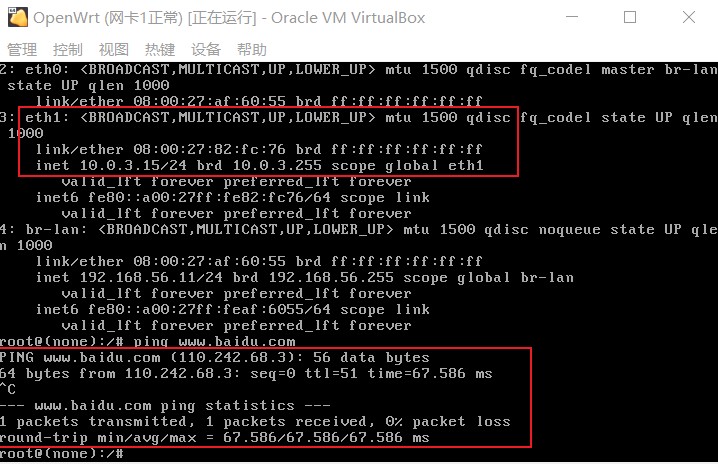 OpenWrt (网卡1正常) [正在运行] - Oracle VM VirtualBox
管理 控制 视图 热键 设备 帮助
2: eth0: <BROADCAST,MULTICAST,UP,LOWER_UP> mtu 1500 qdisc fq_codel master br-lan
 state UP qlen 1000
    link/ether 08:00:27:af:60:55 brd ff:ff:ff:ff:ff:ff
3: eth1: <BROADCAST,MULTICAST,UP,LOWER_UP> mtu 1500 qdisc fq_codel state UP qlen
 1000
    link/ether 08:00:27:82:fc:76 brd ff:ff:ff:ff:ff:ff
    inet 10.0.3.15/24 brd 10.0.3.255 scope global eth1
       valid_lft forever preferred_lft forever
    inet6 fe80::a00:27ff:fe82:fc76/64 scope link
       valid_lft forever preferred_lft forever
4: br-lan: <BROADCAST,MULTICAST,UP,LOWER_UP> mtu 1500 qdisc noqueue state UP qle
n 1000
    link/ether 08:00:27:af:60:55 brd ff:ff:ff:ff:ff:ff
    inet 192.168.56.11/24 brd 192.168.56.255 scope global br-lan
       valid_lft forever preferred_lft forever
    inet6 fe80::a00:27ff:feaf:6055/64 scope link
       valid_lft forever preferred_lft forever
root@(none):/# ping www.baidu.com
PING www.baidu.com (110.242.68.3): 56 data bytes
64 bytes from 110.242.68.3: seq=0 ttl=51 time=67.586 ms
^C
--- www.baidu.com ping statistics ---
1 packets transmitted, 1 packets received, 0% packet loss
round-trip min/avg/max = 67.586/67.586/67.586 ms
root@(none):/#